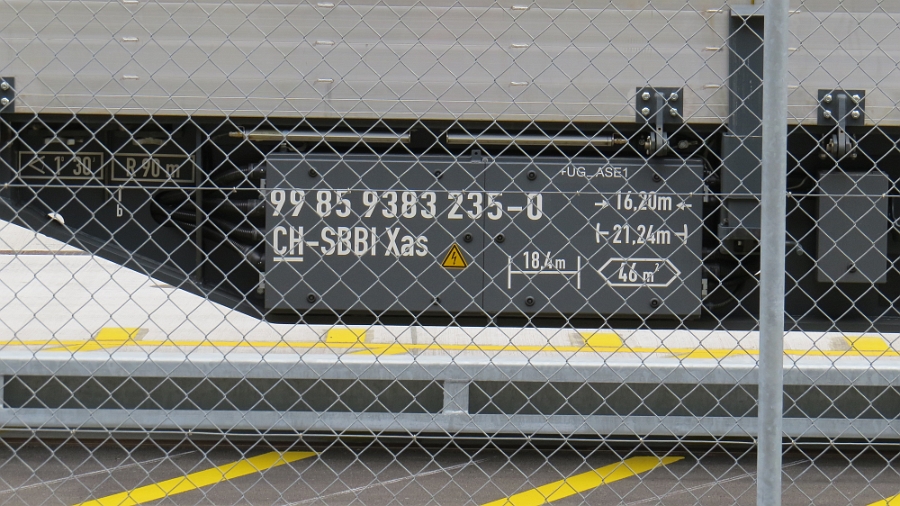 < 1'30'
R 90 m
b
+UG_ASE1
99 85 9383 235-0
16,20m
CH-SBBI Xas
21,24m
18,4m
46 m²